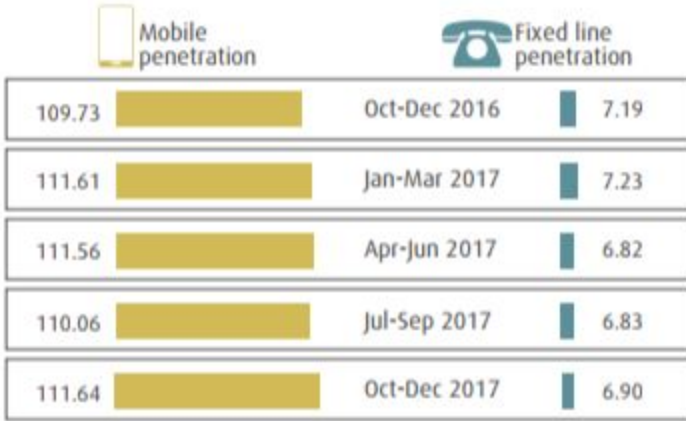 Mobile
penetration
Fixed line
penetration
109.73 Oct-Dec 2016 7.19
111.61 Jan-Mar 2017 7.23
111.56 Apr-Jun 2017 6.82
110.06 Jul-Sep 2017 6.83
111.64 Oct-Dec 2017 6.90